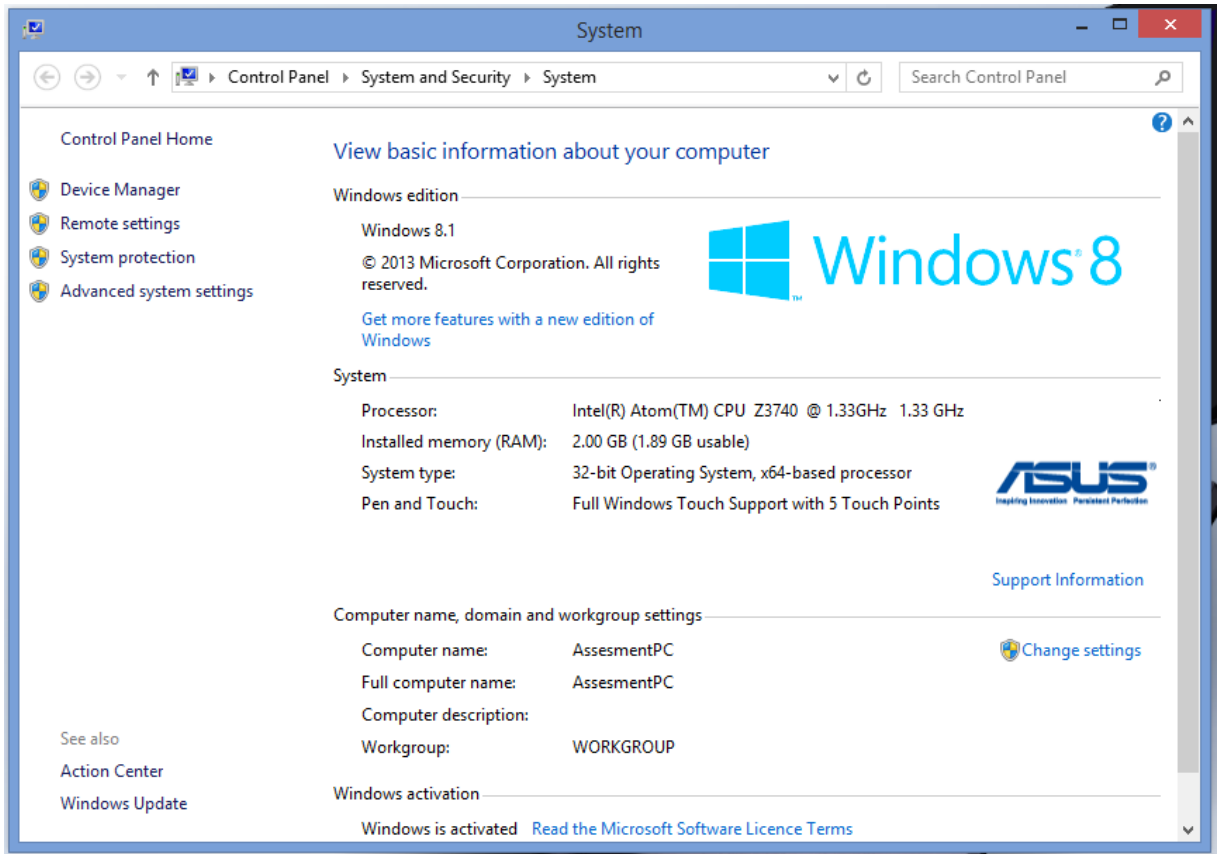 System
Control Panel System and Security System
Search Control Panel
Control Panel Home
Device Manager
Remote settings
System protection
Advanced system settings
See also
Action Center
Windows Update
View basic information about your computer
Windows edition
Windows 8.1
© 2013 Microsoft Corporation. All rights
reserved.
Get more features with a new edition of
Windows
Windows® 8
TM
System
Processor: Intel(R) Atom(TM) CPU Z3740 @ 1.33GHz 1.33 GHz
Installed memory (RAM): 2.00 GB (1.89 GB usable)
System type: 32-bit Operating System, x64-based processor
Pen and Touch: Full Windows Touch Support with 5 Touch Points
ASUS®
Inspiring Innovation Persistent Perfection
Support Information
Computer name, domain and workgroup settings
Computer name: AssesmentPC
Change settings
Full computer name: AssesmentPC
Computer description:
Workgroup: WORKGROUP
Windows activation
Windows is activated Read the Microsoft Software Licence Terms